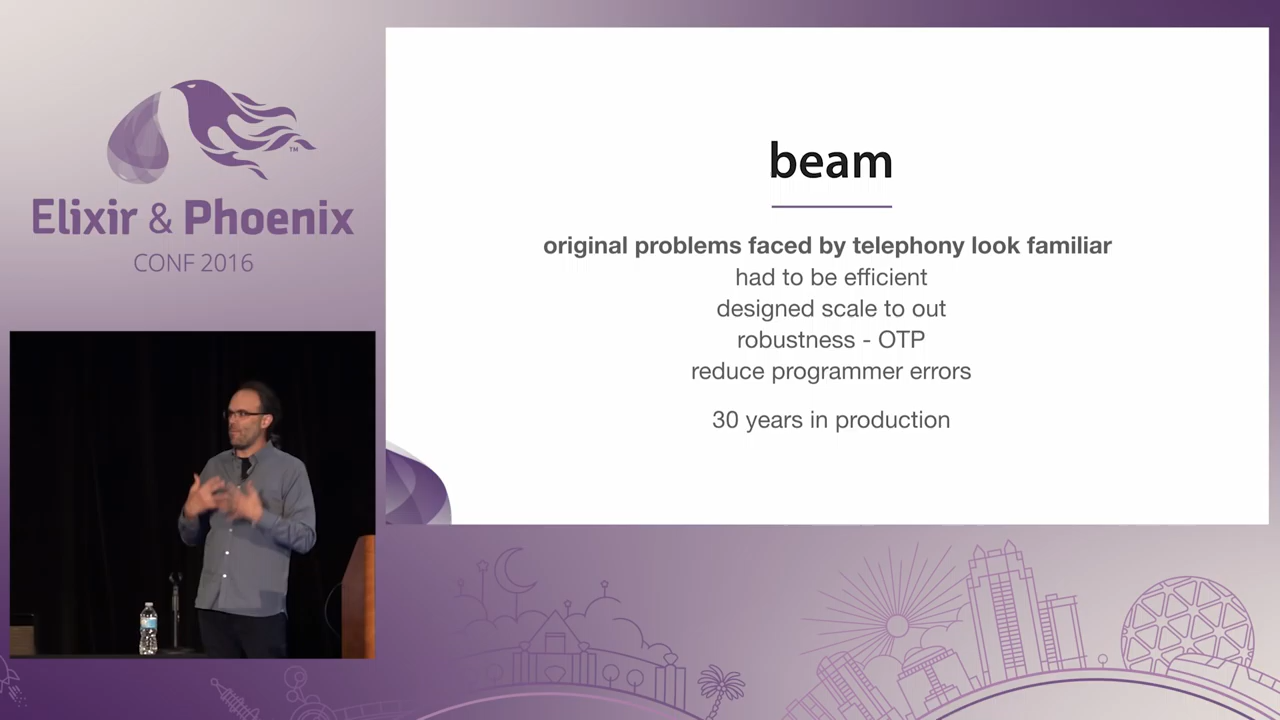 Elixir & Phoenix
CONF 2016
TM
beam
original problems faced by telephony look familiar
had to be efficient
designed scale to out
robustness - OTP
reduce programmer errors
30 years in production